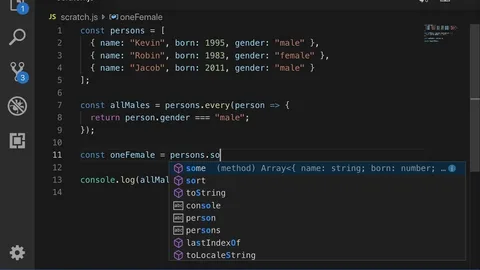 scratch.js > oneFemale
1 const persons = [
2 { name: "Kevin", born: 1995, gender: "male" },
3 { name: "Robin", born: 1983, gender: "female" },
4 { name: "Jacob", born: 2011, gender: "male" }
5 ];
6
7 const allMales = persons.every(person => {
8 return person.gender === "male";
9 });
10
11 const oneFemale = persons.so
12 some (method) Array<{ name: string; born: number; …
sort
13 console.log(allMal
toString
14
console
person
persons
lastIndexOf
toLocaleString
1
3